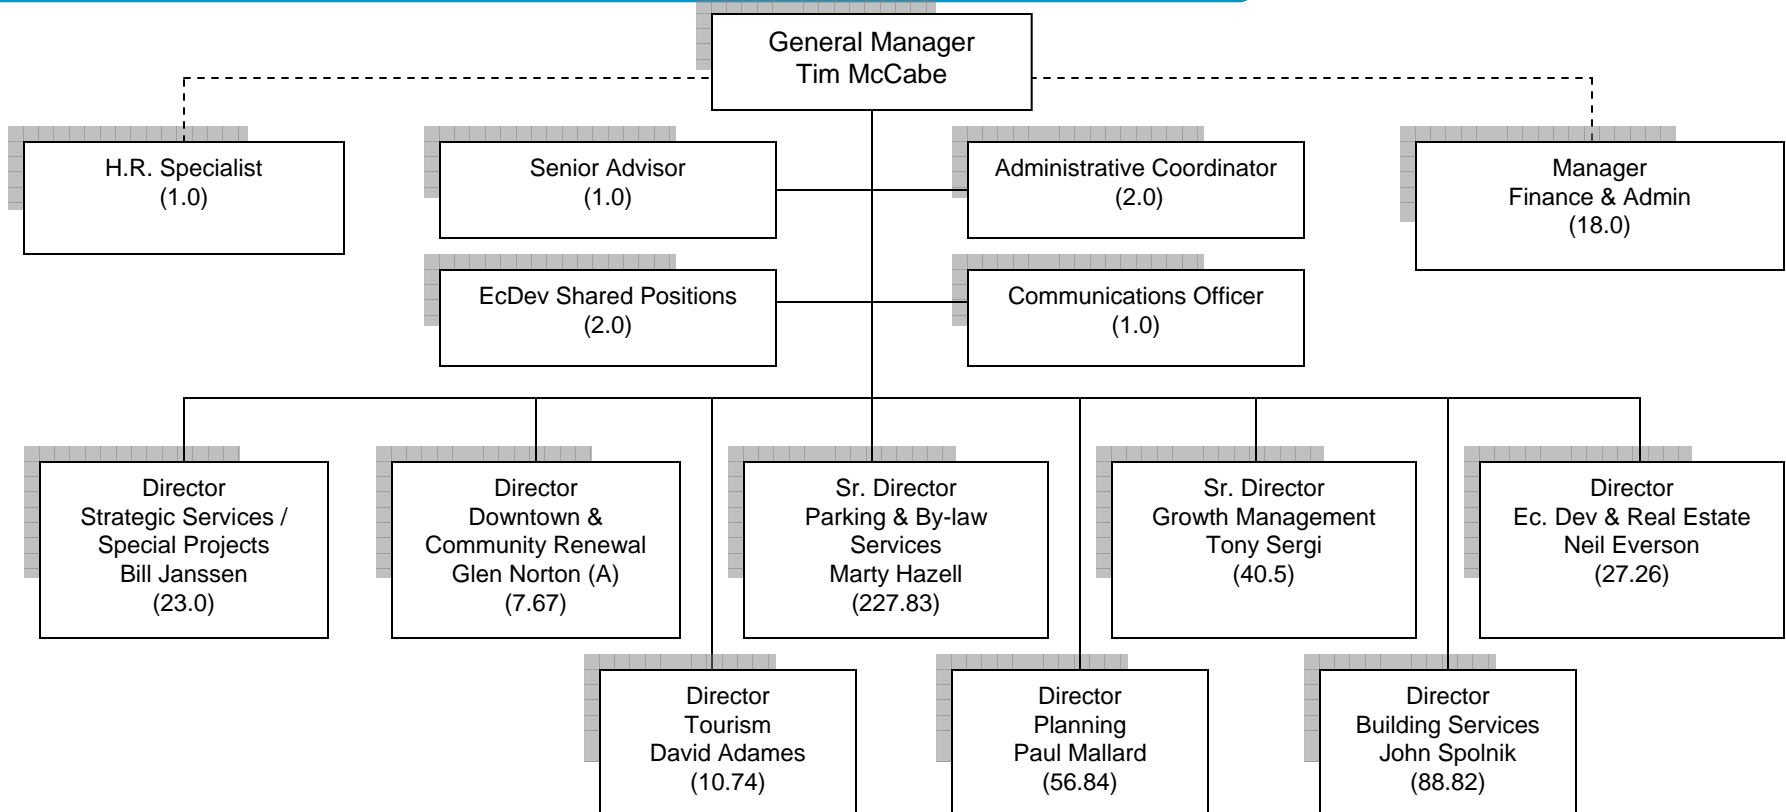 General Manager
Tim McCabe
H.R. Specialist
(1.0)
Senior Advisor
(1.0)
Administrative Coordinator
(2.0)
Manager
Finance & Admin
(18.0)
EcDev Shared Positions
(2.0)
Communications Officer
(1.0)
Director
Strategic Services /
Special Projects
Bill Janssen
(23.0)
Director
Downtown &
Community Renewal
Glen Norton (A)
(7.67)
Sr. Director
Parking & By-law
Services
Marty Hazell
(227.83)
Sr. Director
Growth Management
Tony Sergi
(40.5)
Director
Ec. Dev & Real Estate
Neil Everson
(27.26)
Director
Tourism
David Adames
(10.74)
Director
Planning
Paul Mallard
(56.84)
Director
Building Services
John Spolnik
(88.82)